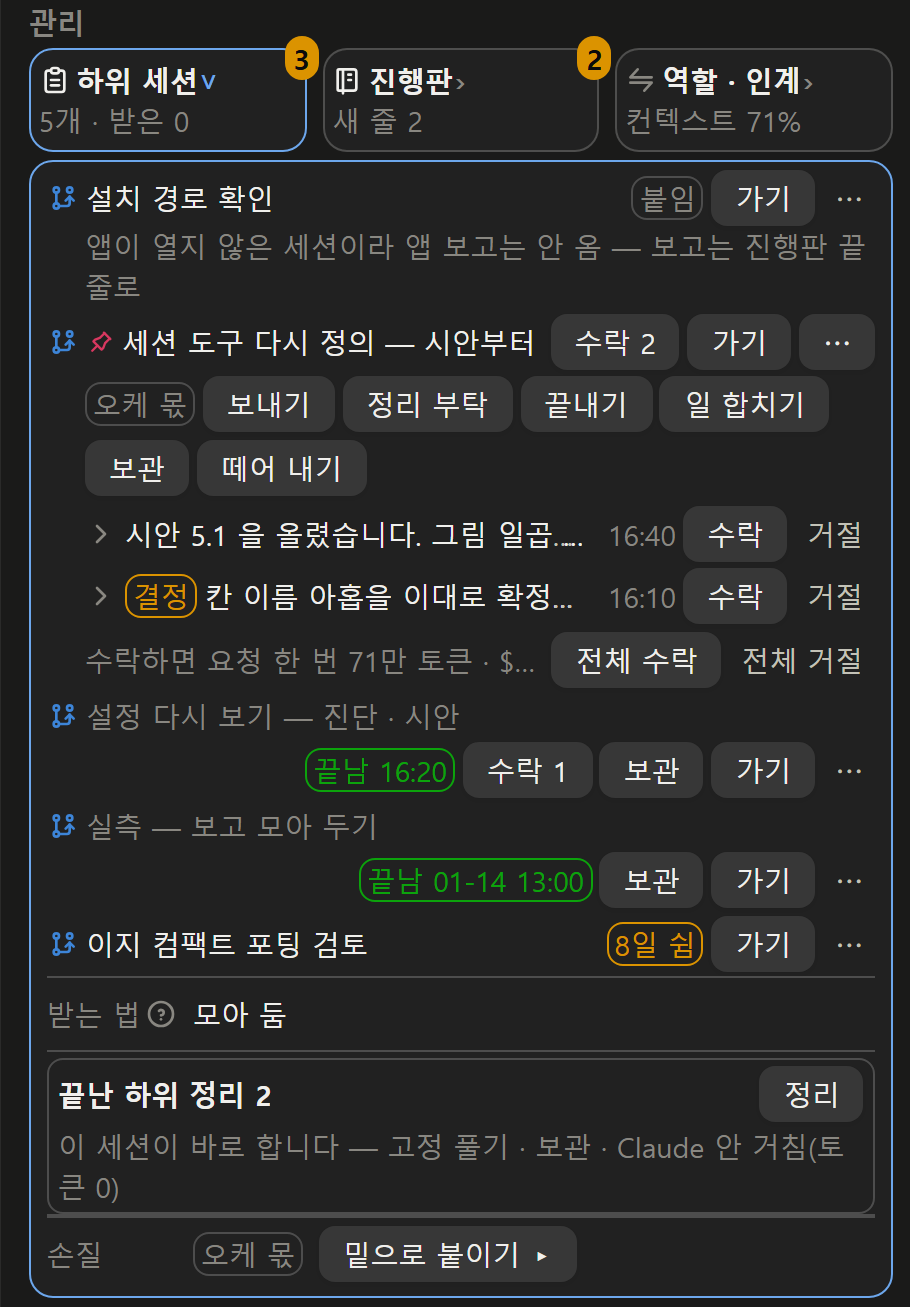 관리
3
2
하위 세션˅
진행판›
역할 · 인계›
5개 · 받은 0
새 줄 2
컨텍스트 71%
설치 경로 확인 붙임 가기 ···
앱이 열지 않은 세션이라 앱 보고는 안 옴 — 보고는 진행판 끝
줄로
세션 도구 다시 정의 — 시안부터 수락 2 가기 ···
오케 몫 보내기 정리 부탁 끝내기 일 합치기
보관 떼어 내기
시안 5.1 을 올렸습니다. 그림 일곱.... 16:40 수락 거절
결정 칸 이름 아홉을 이대로 확정... 16:10 수락 거절
수락하면 요청 한 번 71만 토큰 · $... 전체 수락 전체 거절
설정 다시 보기 — 진단 · 시안
끝남 16:20 수락 1 보관 가기 ···
실측 — 보고 모아 두기
끝남 01-14 13:00 보관 가기 ···
이지 컴팩트 포팅 검토 8일 쉼 가기 ···
받는 법 ? 모아 둠
끝난 하위 정리 2 정리
이 세션이 바로 합니다 — 고정 풀기 · 보관 · Claude 안 거침(토
큰 0)
손질 오케 몫 밑으로 붙이기 ▸